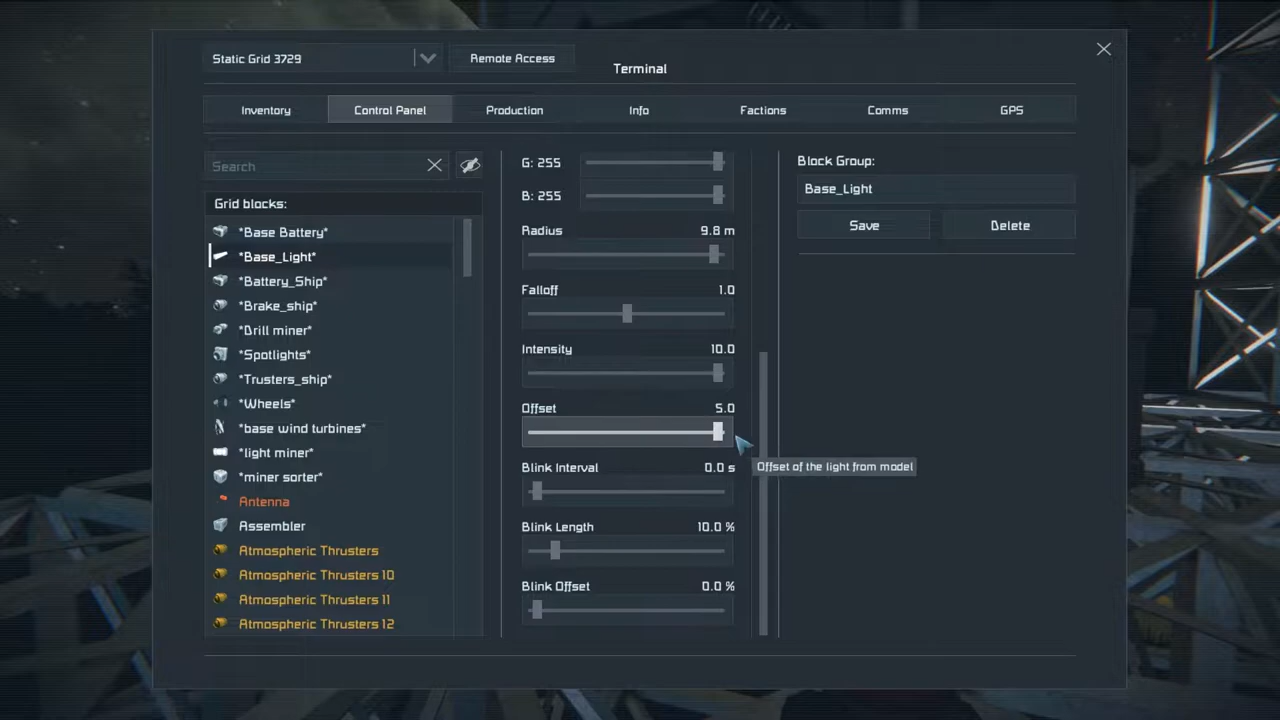 Static Grid 3729
Remote Access
Terminal
Inventory
Control Panel
Production
Info
Factions
Comms
GPS
Search
Grid blocks:
*Base Battery*
*Base_Light*
*Battery_Ship*
*Brake_ship*
*Drill miner*
*Spotlights*
*Trusters_ship*
*Wheels*
*base wind turbines*
*light miner*
*miner sorter*
Antenna
Assembler
Atmospheric Thrusters
Atmospheric Thrusters 10
Atmospheric Thrusters 11
Atmospheric Thrusters 12
G: 255
B: 255
Radius 9.8 m
Falloff 1.0
Intensity 10.0
Offset 5.0
Offset of the light from model
Blink Interval 0.0 s
Blink Length 10.0 %
Blink Offset 0.0 %
Block Group:
Base_Light
Save
Delete